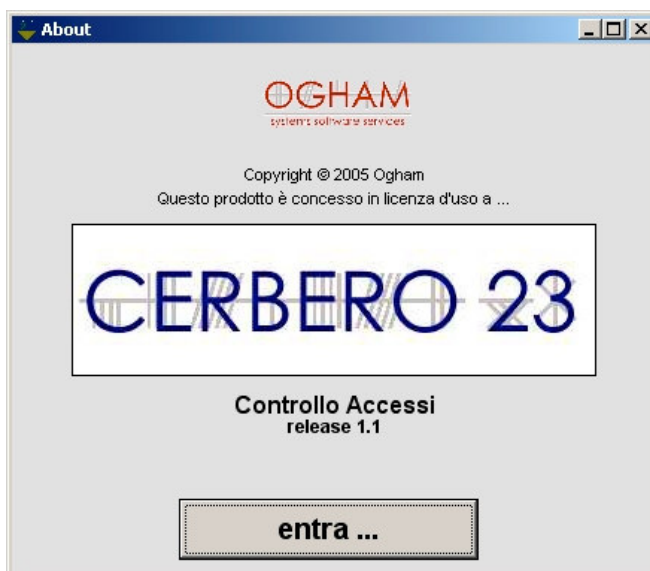 About
OGHAM
systems software services
Copyright © 2005 Ogham
Questo prodotto è concesso in licenza d'uso a ...
CERBERO 23
Controllo Accessi
release 1.1
entra ...